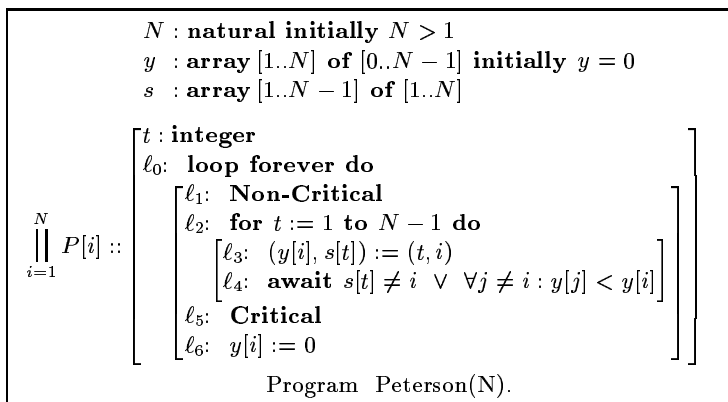 N : natural initially N > 1
y : array [1..N] of [0..N − 1] initially y = 0
s : array [1..N − 1] of [1..N]
t : integer
ℓ0: loop forever do
ℓ1: Non-Critical
ℓ2: for t := 1 to N − 1 do
N || i=1 P[i] ::
ℓ3: (y[i], s[t]) := (t, i)
ℓ4: await s[t] ≠ i ∨ ∀j ≠ i : y[j] < y[i]
ℓ5: Critical
ℓ6: y[i] := 0
Program Peterson(N).